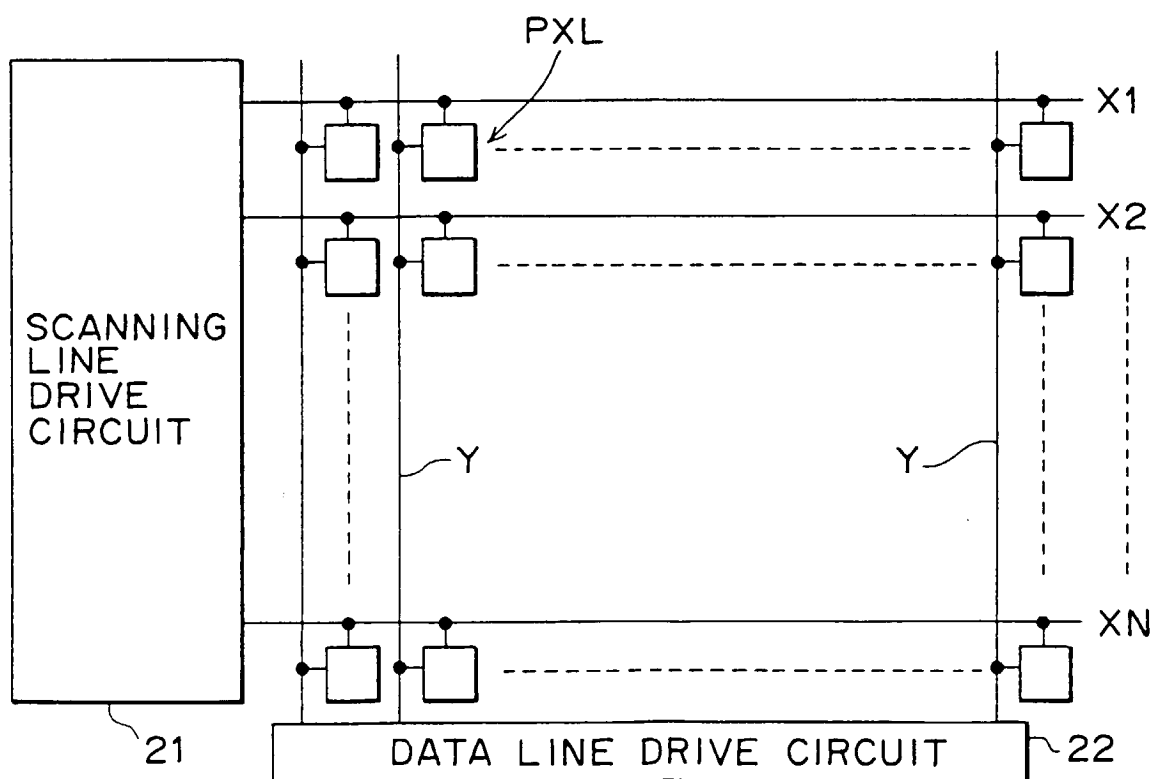 PXL
X1
X2
SCANNING
LINE
DRIVE
CIRCUIT
Y
Y
XN
21
DATA LINE DRIVE CIRCUIT
22